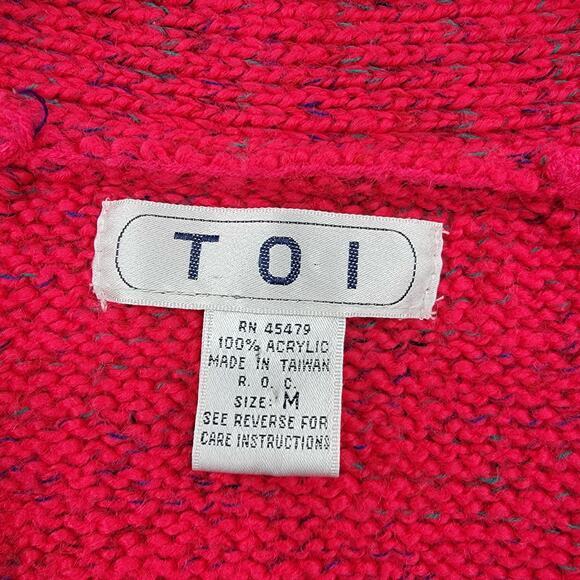 TOI
RN 45479
100% ACRYLIC
MADE IN TAIWAN
R. O. C.
SIZE: M
SEE REVERSE FOR
CARE INSTRUCTIONS